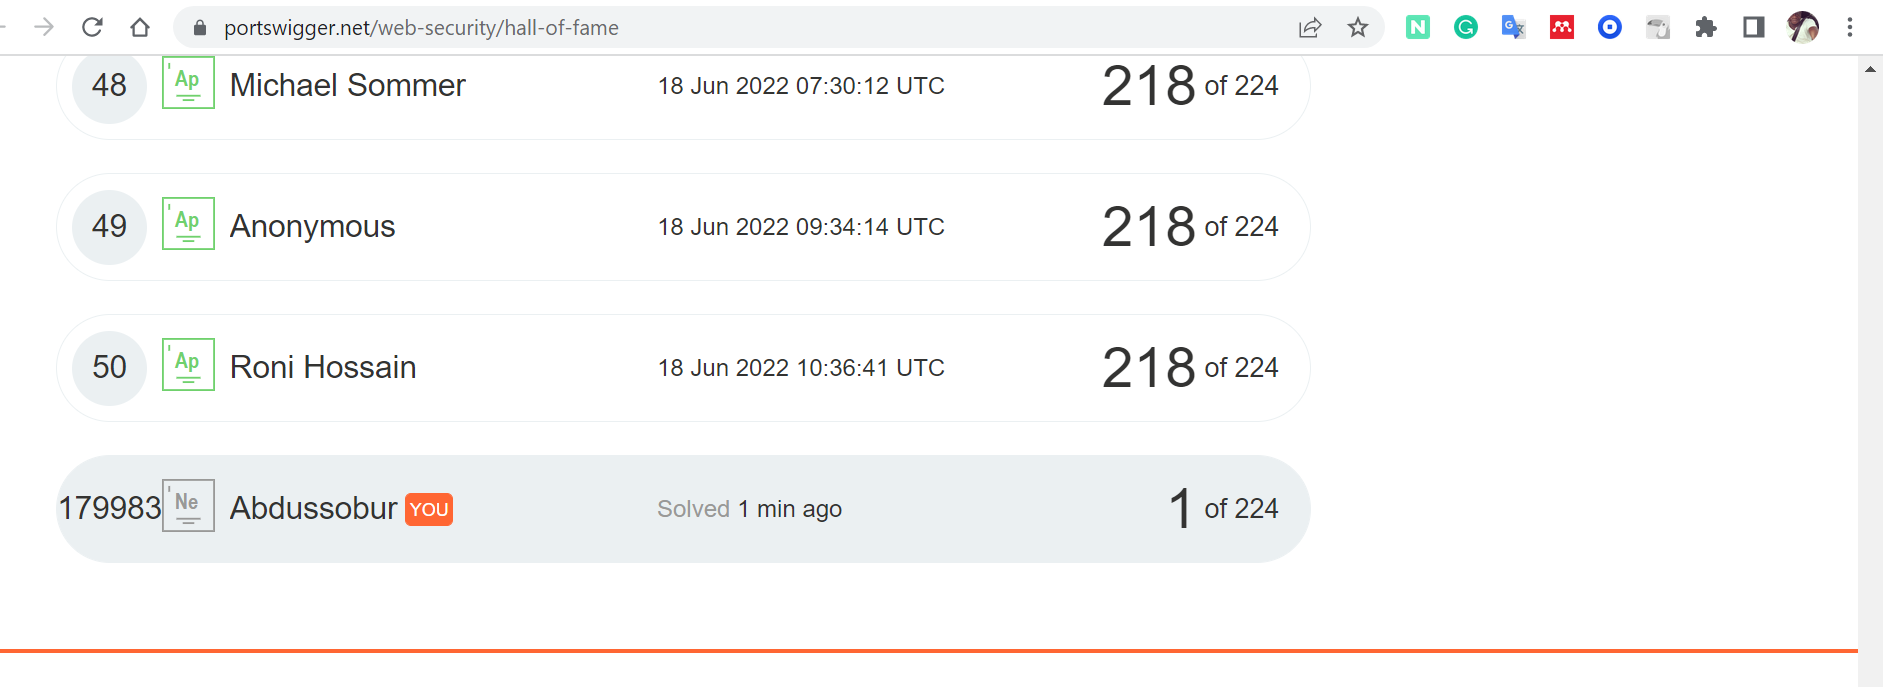 portswigger.net/web-security/hall-of-fame
48 Ap Michael Sommer 18 Jun 2022 07:30:12 UTC 218 of 224
49 Ap Anonymous 18 Jun 2022 09:34:14 UTC 218 of 224
50 Ap Roni Hossain 18 Jun 2022 10:36:41 UTC 218 of 224
179983 Ne Abdussobur YOU Solved 1 min ago 1 of 224